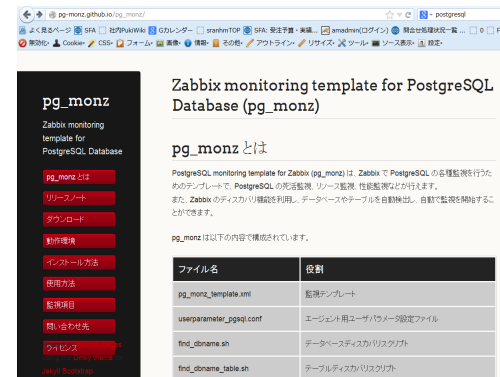 pg-monz.github.io/pg_monz/
postgresql
よく見るページ
SFA
社内PukiWiki
Gカレンダー
sranhmTOP
SFA: 受注予算・実績...
amadmin(ログイン)
問合せ処理状況一覧 ...
0
無効化
Cookie
CSS
フォーム
画像
情報
その他
アウトライン
リサイズ
ツール
ソース表示
設定
pg_monz
Zabbix monitoring
template for
PostgreSQL Database
pg_monz とは
リリースノート
ダウンロード
動作環境
インストール方法
使用方法
監視項目
問い合わせ先
ライセンス
Jekyll Bootstrap
Zabbix monitoring template for PostgreSQL
Database (pg_monz)
pg_monz とは
PostgreSQL monitoring template for Zabbix (pg_monz) は、Zabbix で PostgreSQL の各種監視を行うた
めのテンプレートで、PostgreSQL の死活監視、リソース監視、性能監視などが行えます。
また、Zabbix のディスカバリ機能を利用し、データベースやテーブルを自動検出し、自動で監視を開始するこ
とができます。
pg_monz は以下の内容で構成されています。
ファイル名 役割
pg_monz_template.xml 監視テンプレート
userparameter_pgsql.conf エージェント用ユーザパラメータ設定ファイル
find_dbname.sh データベースディスカバリスクリプト
find_dbname_table.sh テーブルディスカバリスクリプト